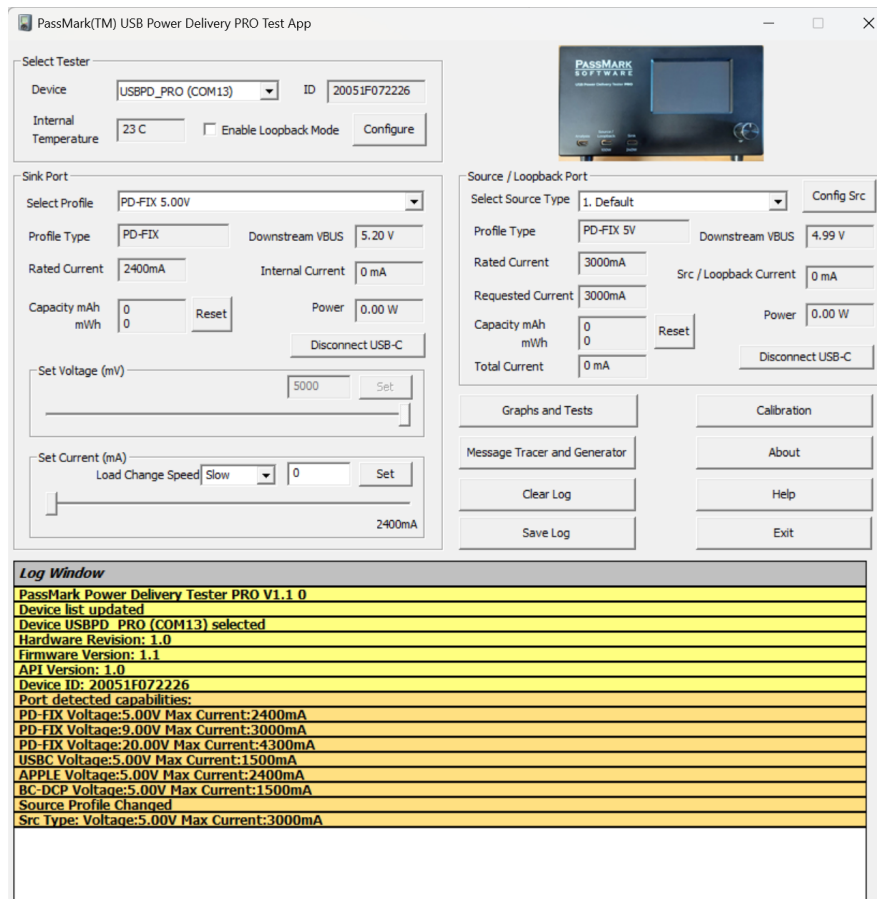 PassMark(TM) USB Power Delivery PRO Test App
Select Tester
Device USBPD_PRO (COM13) ID 20051F072226
Internal Temperature 23 C Enable Loopback Mode Configure
PASSMARK
SOFTWARE
Sink Port
Select Profile PD-FIX 5.00V
Profile Type PD-FIX Downstream VBUS 5.20 V
Rated Current 2400mA Internal Current 0 mA
Capacity mAh 0 Reset Power 0.00 W
mWh 0
Disconnect USB-C
Set Voltage (mV)
5000 Set
Set Current (mA)
Load Change Speed Slow 0 Set
2400mA
Source / Loopback Port
Select Source Type 1. Default Config Src
Profile Type PD-FIX 5V Downstream VBUS 4.99 V
Rated Current 3000mA Src / Loopback Current 0 mA
Requested Current 3000mA
Capacity mAh 0 Reset Power 0.00 W
mWh 0
Total Current 0 mA Disconnect USB-C
Graphs and Tests Calibration
Message Tracer and Generator About
Clear Log Help
Save Log Exit
Log Window
PassMark Power Delivery Tester PRO V1.1 0
Device list updated
Device USBPD_PRO (COM13) selected
Hardware Revision: 1.0
Firmware Version: 1.1
API Version: 1.0
Device ID: 20051F072226
Port detected capabilities:
PD-FIX Voltage:5.00V Max Current:2400mA
PD-FIX Voltage:9.00V Max Current:3000mA
PD-FIX Voltage:20.00V Max Current:4300mA
USBC Voltage:5.00V Max Current:1500mA
APPLE Voltage:5.00V Max Current:2400mA
BC-DCP Voltage:5.00V Max Current:1500mA
Source Profile Changed
Src Type: Voltage:5.00V Max Current:3000mA